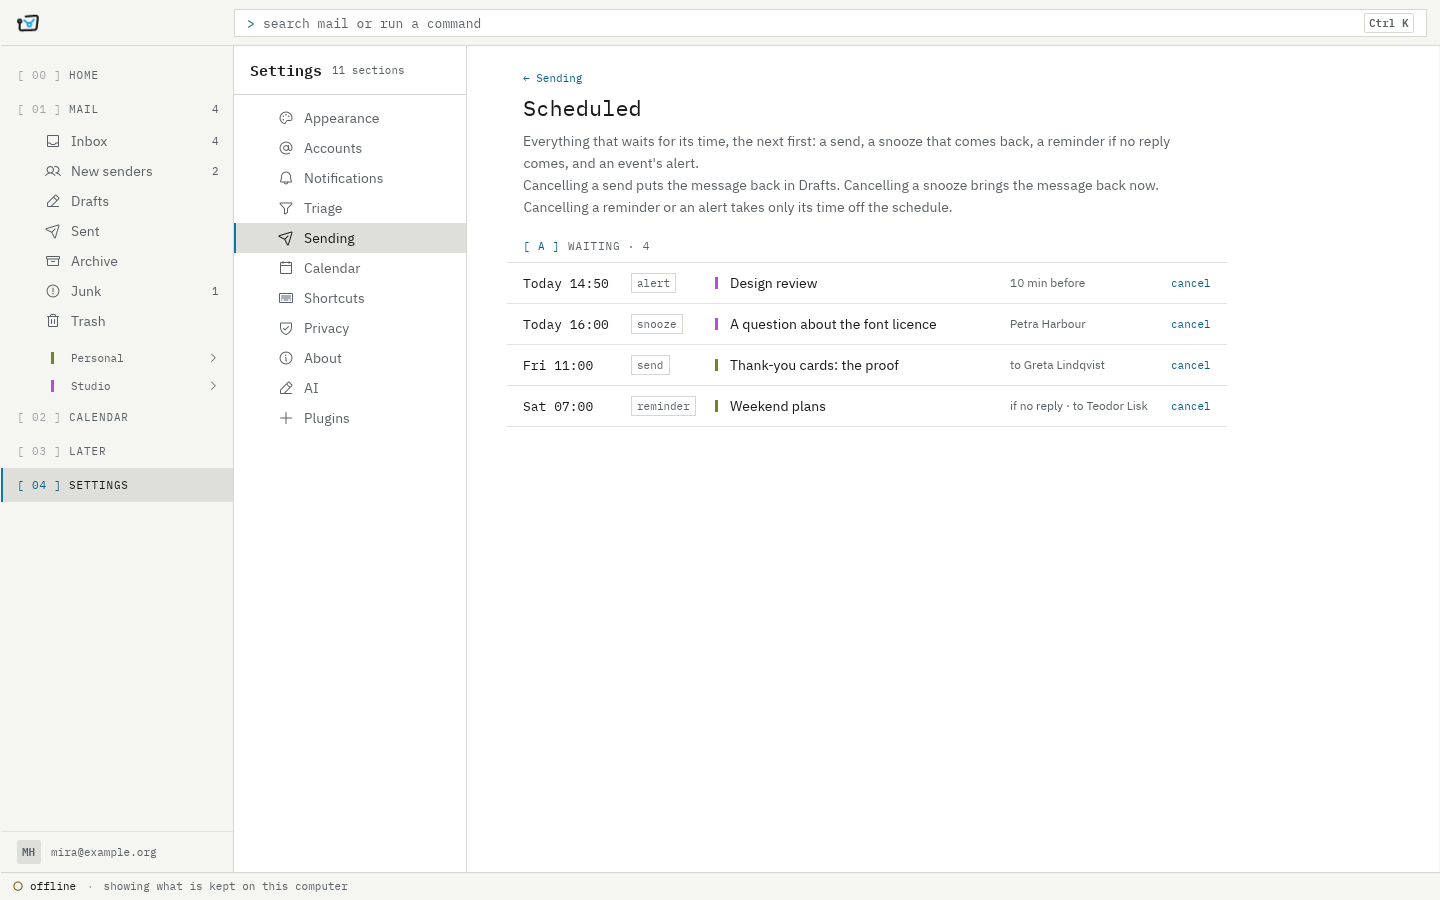 > search mail or run a command
Ctrl K
[ 00 ] HOME
[ 01 ] MAIL 4
Inbox 4
New senders 2
Drafts
Sent
Archive
Junk 1
Trash
Personal
Studio
[ 02 ] CALENDAR
[ 03 ] LATER
[ 04 ] SETTINGS
MH mira@example.org
Settings 11 sections
Appearance
Accounts
Notifications
Triage
Sending
Calendar
Shortcuts
Privacy
About
AI
Plugins
← Sending
Scheduled
Everything that waits for its time, the next first: a send, a snooze that comes back, a reminder if no reply
comes, and an event's alert.
Cancelling a send puts the message back in Drafts. Cancelling a snooze brings the message back now.
Cancelling a reminder or an alert takes only its time off the schedule.
[ A ] WAITING · 4
Today 14:50 alert Design review 10 min before cancel
Today 16:00 snooze A question about the font licence Petra Harbour cancel
Fri 11:00 send Thank-you cards: the proof to Greta Lindqvist cancel
Sat 07:00 reminder Weekend plans if no reply · to Teodor Lisk cancel
offline · showing what is kept on this computer